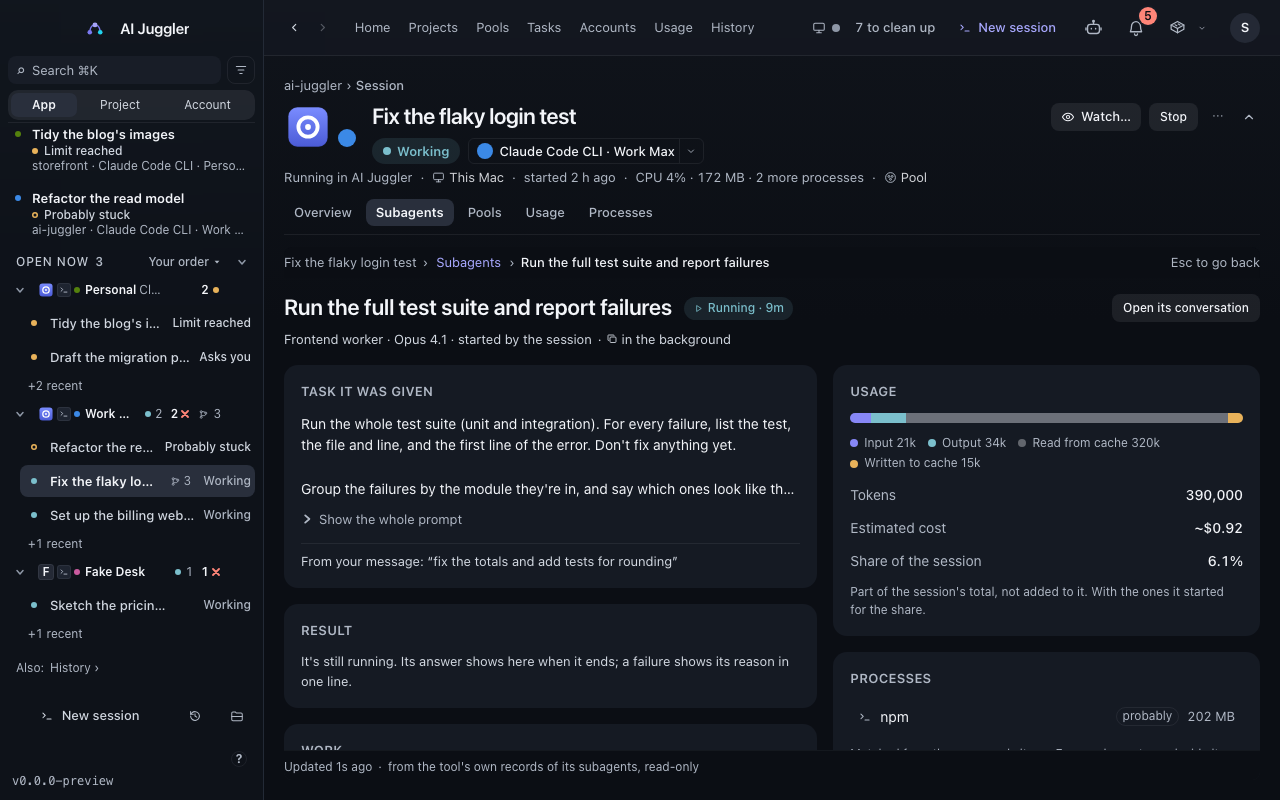 AI Juggler
Search ⌘K
App Project Account
Tidy the blog's images
Limit reached
storefront · Claude Code CLI · Perso...
Refactor the read model
Probably stuck
ai-juggler · Claude Code CLI · Work ...
OPEN NOW 3 Your order
Personal Cl... 2
Tidy the blog's i... Limit reached
Draft the migration p... Asks you
+2 recent
Work ... 2 2 3
Refactor the re... Probably stuck
Fix the flaky lo... 3 Working
Set up the billing web... Working
+1 recent
F Fake Desk 1 1
Sketch the pricin... Working
+1 recent
Also: History ›
New session
?
v0.0.0-preview
Home Projects Pools Tasks Accounts Usage History
7 to clean up New session 5 S
ai-juggler › Session
Fix the flaky login test
Watch... Stop ...
Working Claude Code CLI · Work Max
Running in AI Juggler · This Mac · started 2 h ago · CPU 4% · 172 MB · 2 more processes · Pool
Overview Subagents Pools Usage Processes
Fix the flaky login test › Subagents › Run the full test suite and report failures Esc to go back
Run the full test suite and report failures Running · 9m Open its conversation
Frontend worker · Opus 4.1 · started by the session · in the background
TASK IT WAS GIVEN
Run the whole test suite (unit and integration). For every failure, list the test,
the file and line, and the first line of the error. Don't fix anything yet.
Group the failures by the module they're in, and say which ones look like th...
Show the whole prompt
From your message: “fix the totals and add tests for rounding”
RESULT
It's still running. Its answer shows here when it ends; a failure shows its reason in
one line.
WORK
USAGE
Input 21k Output 34k Read from cache 320k
Written to cache 15k
Tokens 390,000
Estimated cost ~$0.92
Share of the session 6.1%
Part of the session's total, not added to it. With the ones it started
for the share.
PROCESSES
npm probably 202 MB
Updated 1s ago · from the tool's own records of its subagents, read-only